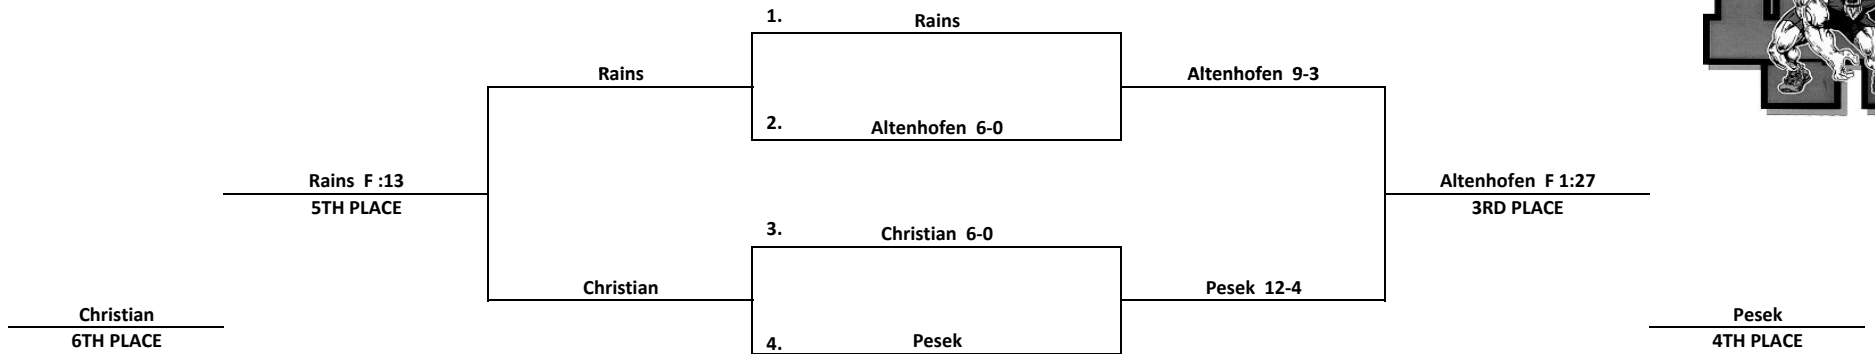 1. Rains
Rains
Altenhofen 9-3
2. Altenhofen 6-0
Rains F :13
5TH PLACE
Altenhofen F 1:27
3RD PLACE
3. Christian 6-0
Christian
Pesek 12-4
Christian
6TH PLACE
4. Pesek
Pesek
4TH PLACE